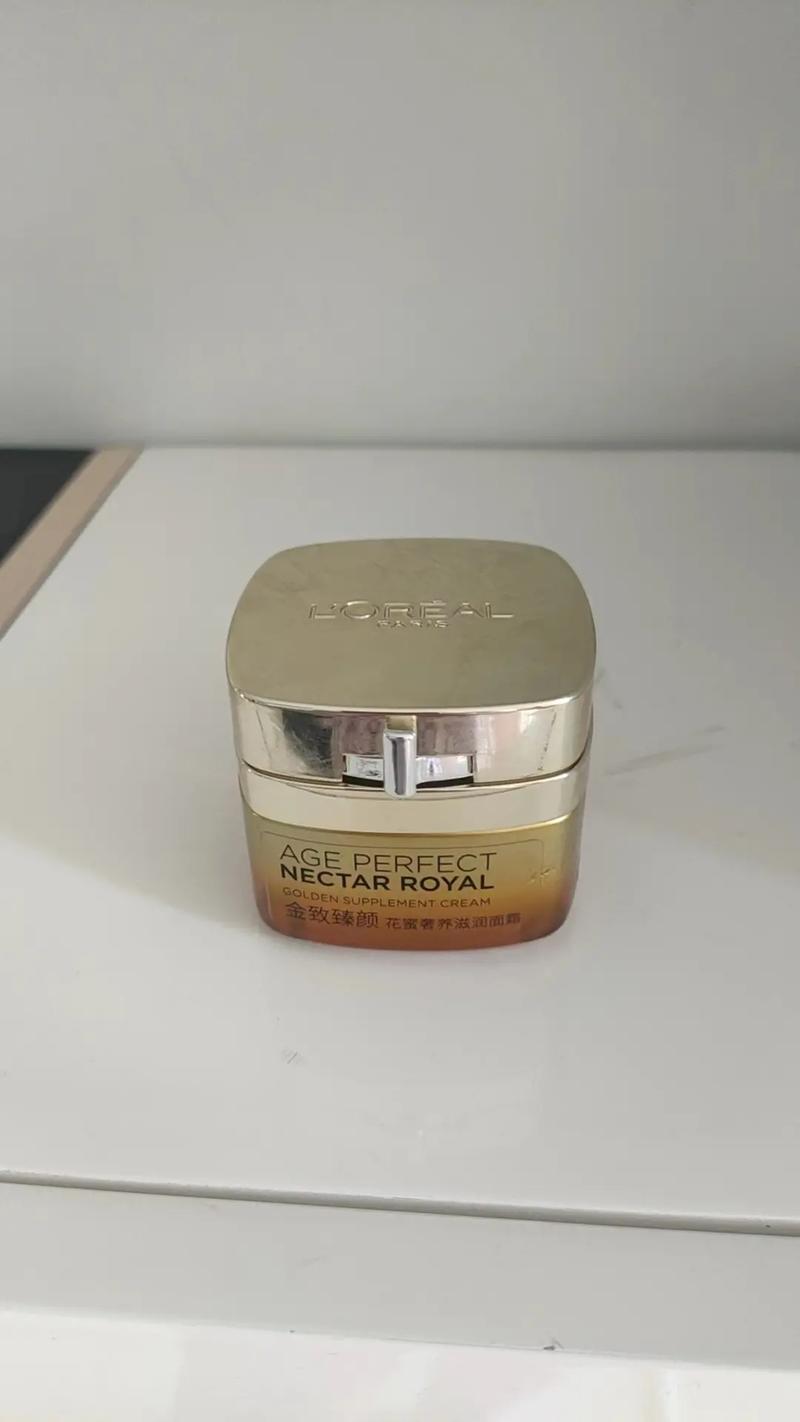 L'ORÉAL
PARIS
AGE PERFECT
NECTAR ROYAL
GOLDEN SUPPLEMENT CREAM
金致臻颜 花蜜奢养滋润面霜